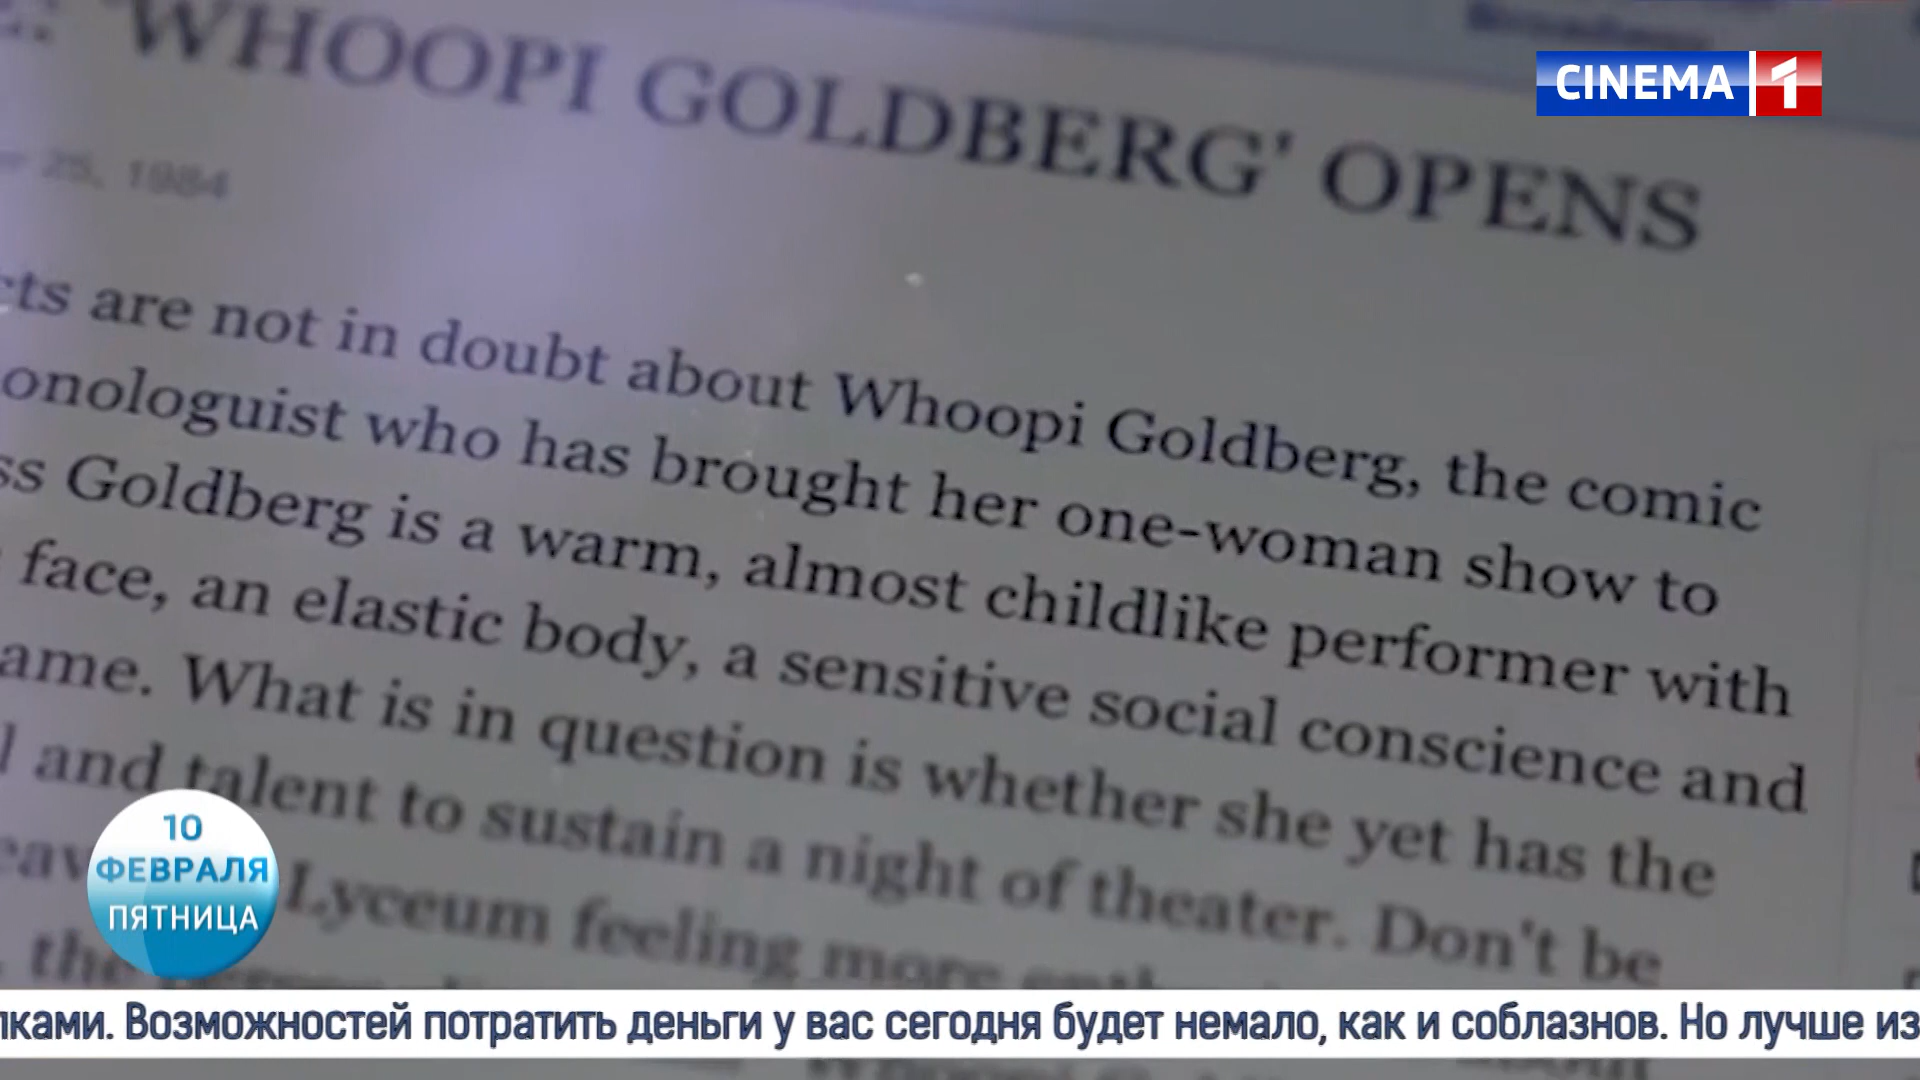 CINEMA 1
'WHOOPI GOLDBERG' OPENS
25, 1984
are not in doubt about Whoopi Goldberg, the comic
onologuist who has brought her one-woman show to
ss Goldberg is a warm, almost childlike performer with
face, an elastic body, a sensitive social conscience and
ame. What is in question is whether she yet has the
and talent to sustain a night of theater. Don't be
Lyceum feeling more
the
10
ФЕВРАЛЯ
ПЯТНИЦА
лками. Возможностей потратить деньги у вас сегодня будет немало, как и соблазнов. Но лучше из